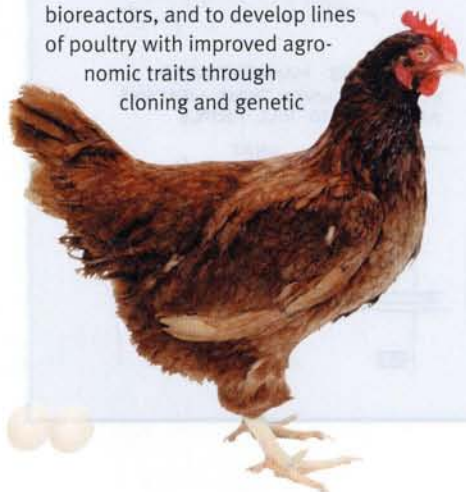 bioreactors, and to develop lines
of poultry with improved agro-
nomic traits through
cloning and genetic